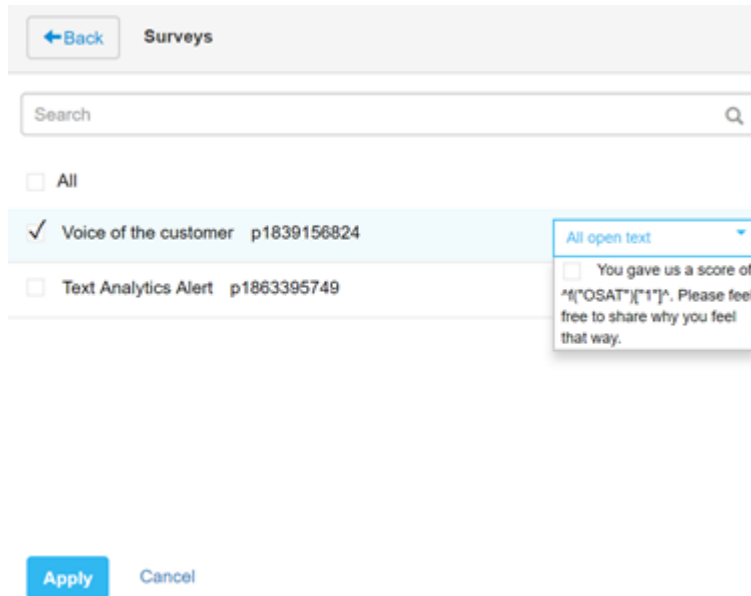 Back Surveys
Search
All
Voice of the customer p1839156824
All open text
You gave us a score of
^f("OSAT")["1"]^. Please feel
free to share why you feel
that way.
Text Analytics Alert p1863395749
Apply Cancel